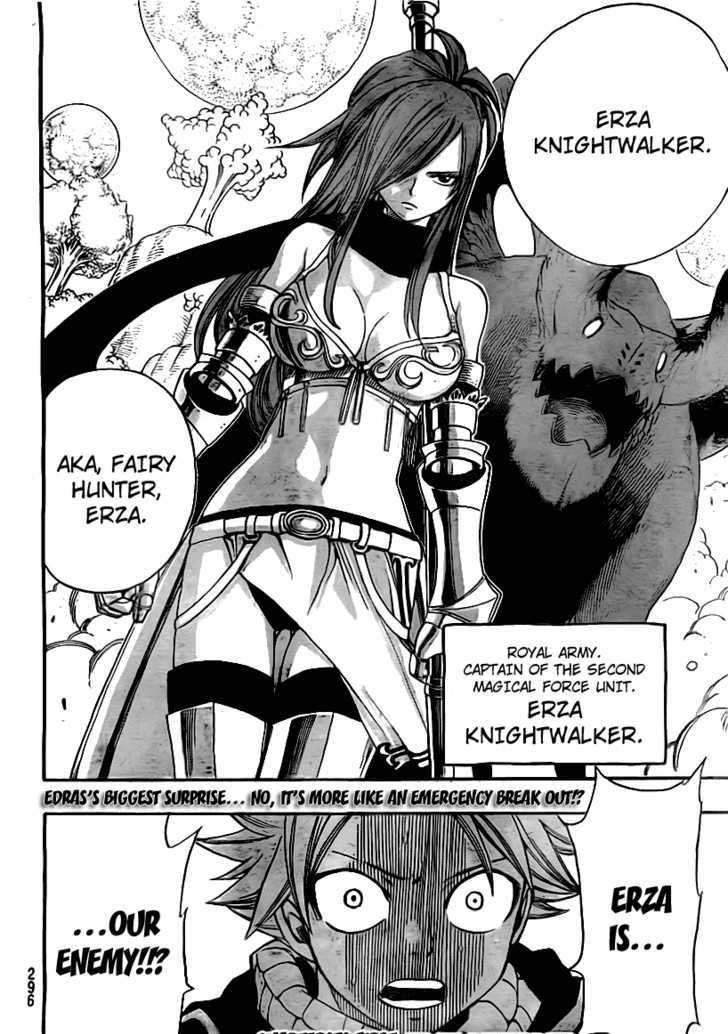 ERZA
KNIGHTWALKER.
AKA, FAIRY
HUNTER,
ERZA.
ROYAL ARMY.
CAPTAIN OF THE SECOND
MAGICAL FORCE UNIT.
ERZA
KNIGHTWALKER.
EDRAS'S BIGGEST SURPRISE... NO, IT'S MORE LIKE AN EMERGENCY BREAK OUT!?
ERZA
IS...
...OUR
ENEMY!!?
296